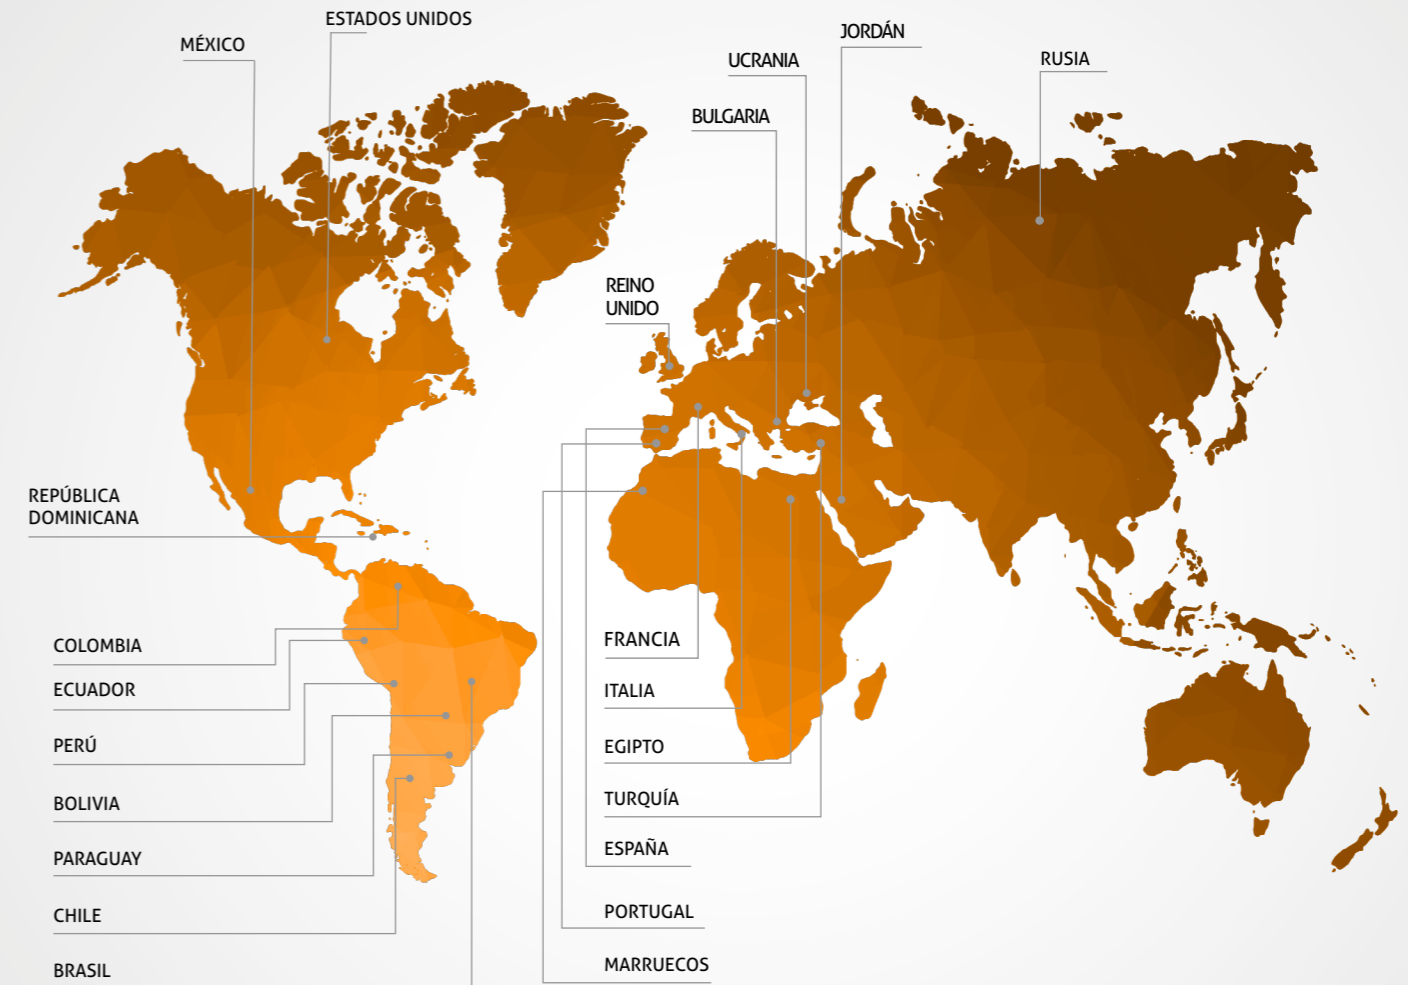 ESTADOS UNIDOS
MÉXICO
JORDÁN
UCRANIA
RUSIA
BULGARIA
REINO
UNIDO
REPÚBLICA
DOMINICANA
COLOMBIA
ECUADOR
PERÚ
BOLIVIA
PARAGUAY
CHILE
BRASIL
FRANCIA
ITALIA
EGIPTO
TURQUÍA
ESPAÑA
PORTUGAL
MARRUECOS